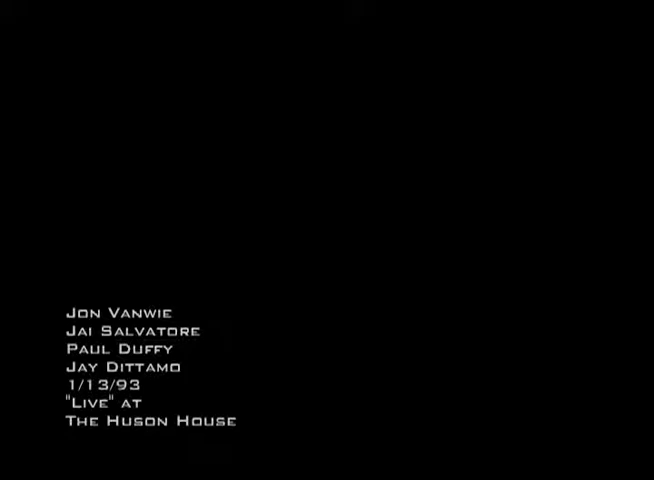 Jon Vanwie
Jai Salvatore
Paul Duffy
Jay Dittamo
1/13/93
"Live" at
The Huson House